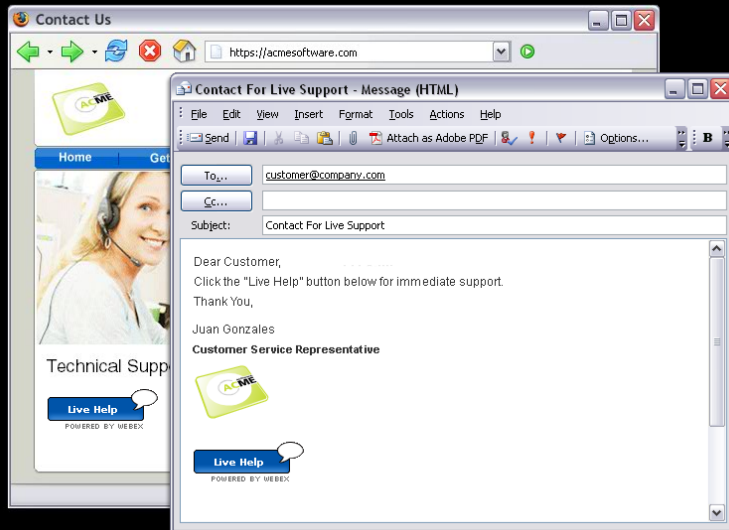 Contact Us
https://acmesoftware.com
ACME
Home
Technical Supp
Live Help
POWERED BY WEBEX
Contact For Live Support - Message (HTML)
File Edit View Insert Format Tools Actions Help
Send Attach as Adobe PDF Options... B
To... customer@company.com
Cc...
Subject: Contact For Live Support
Dear Customer,
Click the "Live Help" button below for immediate support.
Thank You,
Juan Gonzales
Customer Service Representative
ACME
Live Help
POWERED BY WEBEX